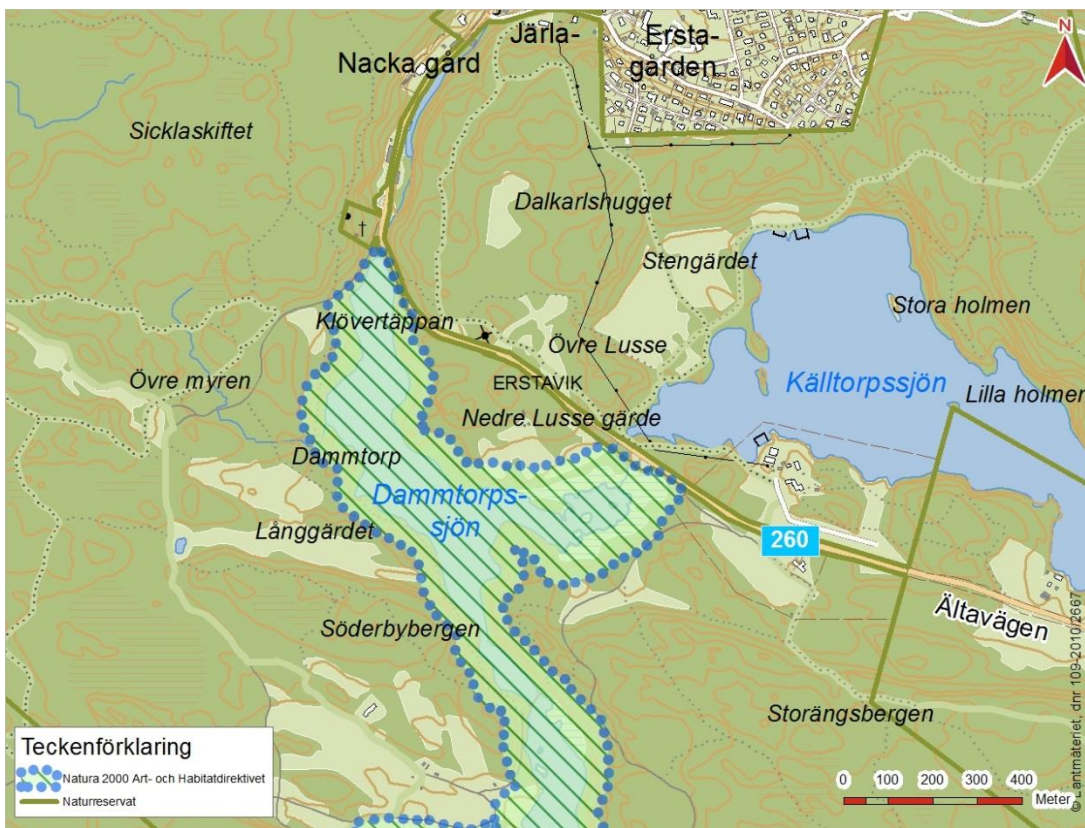 Järla-
Ersta-
Nacka gård
garden
N
Sicklaskiftet
Dalkarlshugget
Stengärdet
Stora holmen
Klövertäppan
Övre Lusse
Övre myren
ERSTAVIK
Källtorpssjön
Lilla holmen
Nedre Lusse gärde
Dammtorp
Dammtorps-
sjön
Långgärdet
260
Ältavägen
Söderbybergen
Storängsbergen
Teckenförklaring
Natura 2000 Art- och Habitatdirektivet
Naturreservat
0 100 200 300 400
Meter
© Lantmäteriet, dnr 109-2010/2667